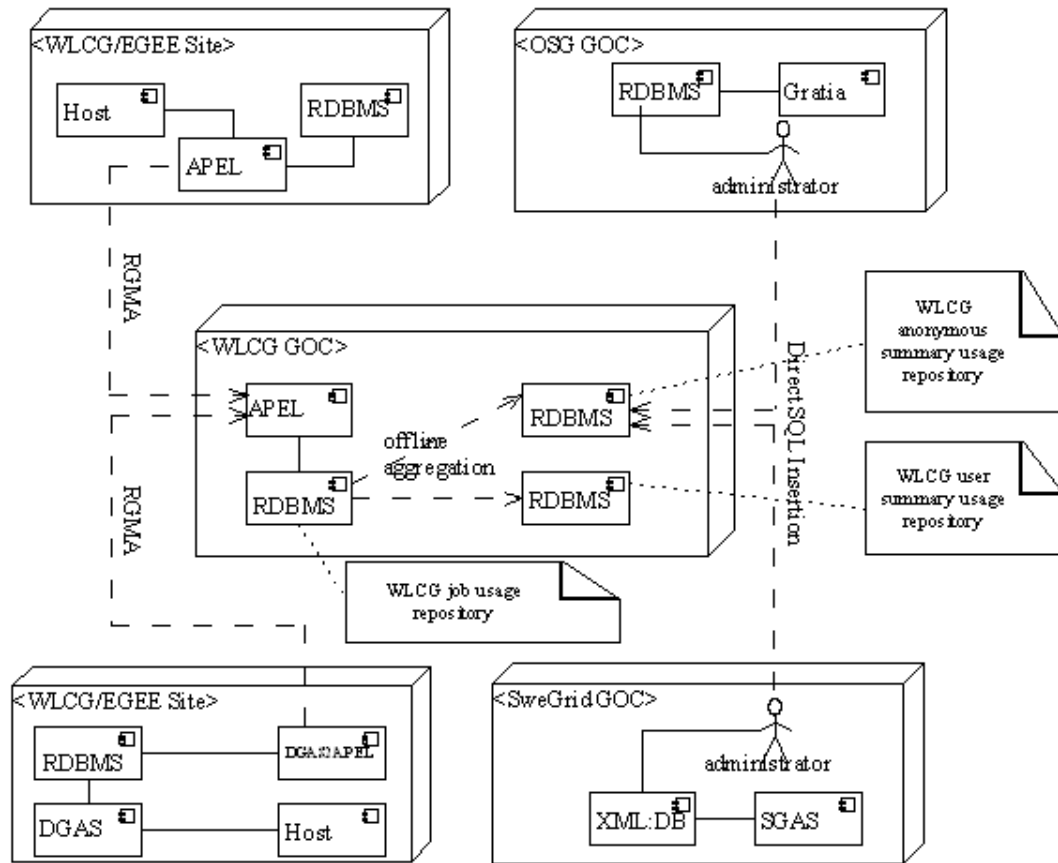 <WLCG/EGEE Site>
Host
RDBMS
APEL
<OSG GOC>
RDBMS
Gratia
administrator
RGMA
WLCG
anonymous
summary usage
repository
<WLCG GOC>
APEL
RDBMS
offline
aggregation
RDBMS
RDBMS
Direct SQL Insertion
WLCG user
summary usage
repository
RGMA
WLCG job usage
repository
<WLCG/EGEE Site>
RDBMS
DGAS2APEL
DGAS
Host
<SweGrid GOC>
administrator
XML:DB
SGAS